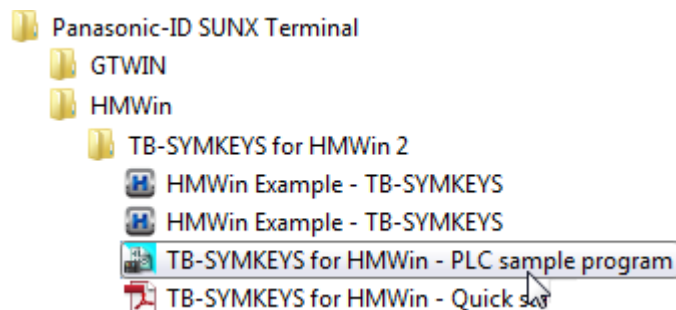 Panasonic-ID SUNX Terminal
GTWIN
HMWin
TB-SYMKEYS for HMWin 2
HMWin Example - TB-SYMKEYS
HMWin Example - TB-SYMKEYS
TB-SYMKEYS for HMWin - PLC sample program
TB-SYMKEYS for HMWin - Quick